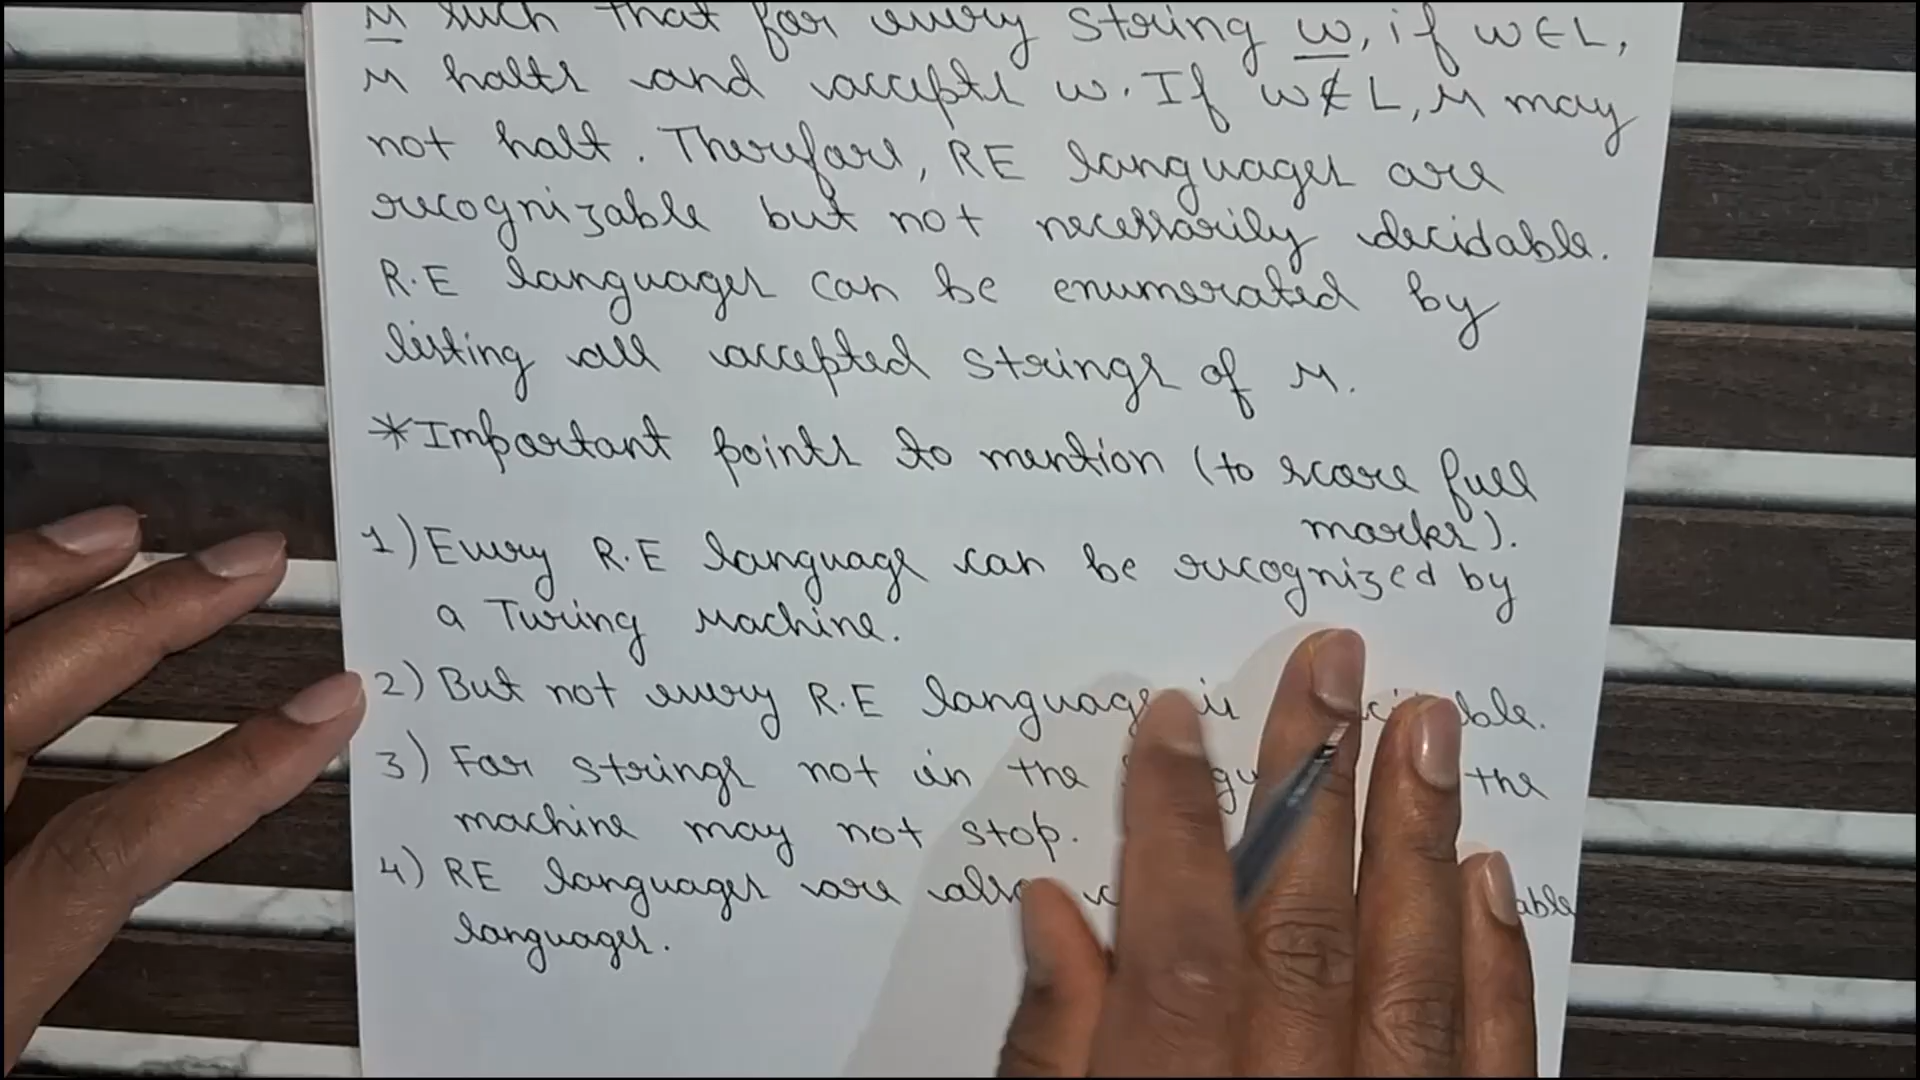 M such that for every string w, if w∈L,
M halts and accepts w. If w∉L, M may
not halt. Therefore, RE languages are
recognizable but not necessarily decidable.
R.E languages can be enumerated by
listing all accepted strings of M.
*Important points to mention (to score full
marks).
1) Every R.E language can be recognized by
a Turing Machine.
2) But not every R.E language is
3) For strings not in the the
machine may not stop.
4) RE languages are also
languages.